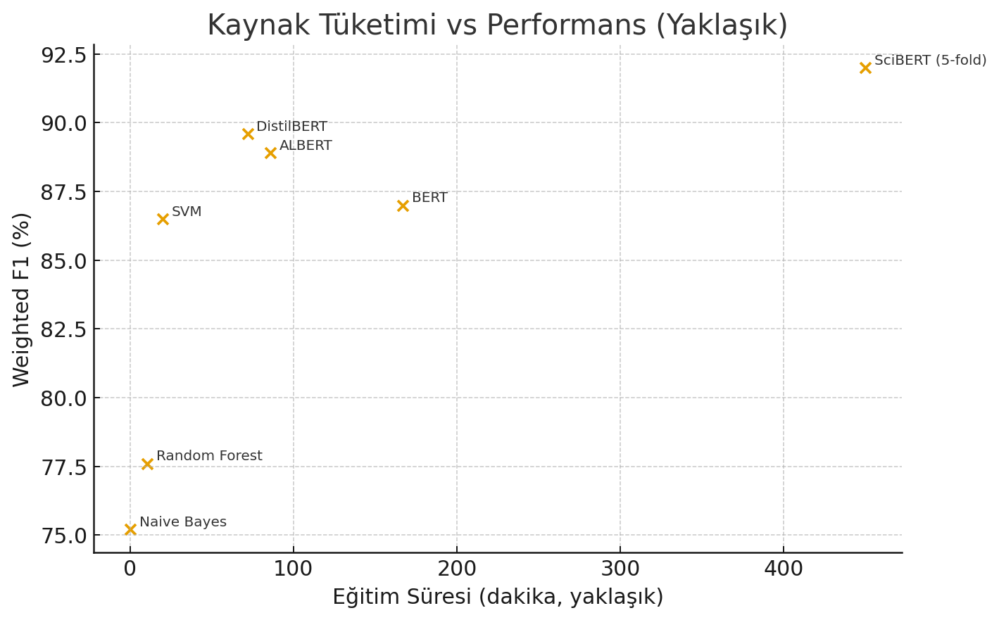 Kaynak Tüketimi vs Performans (Yaklaşık)
92.5
90.0
87.5
85.0
82.5
80.0
77.5
75.0
Weighted F1 (%)
SciBERT (5-fold)
DistilBERT
ALBERT
BERT
SVM
Random Forest
Naive Bayes
0
100
200
300
400
Eğitim Süresi (dakika, yaklaşık)